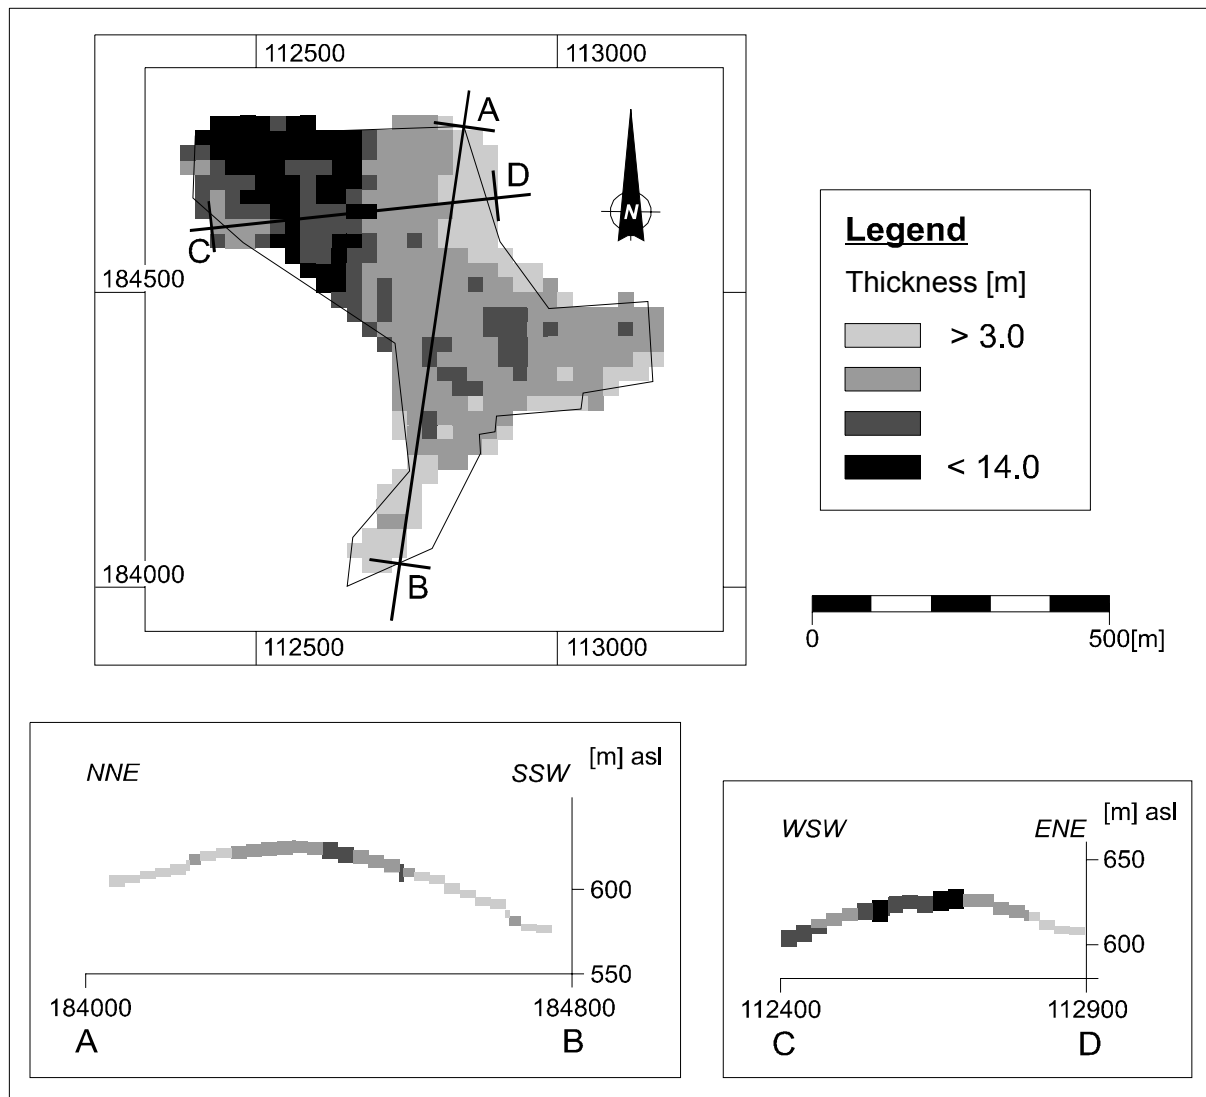 112500
113000
A
D
C
184500
184000
B
112500
113000
N
Legend
Thickness [m]
> 3.0
< 14.0
0
500[m]
NNE
SSW
[m] asl
600
550
184000
184800
A
B
WSW
ENE
[m] asl
650
600
112400
112900
C
D